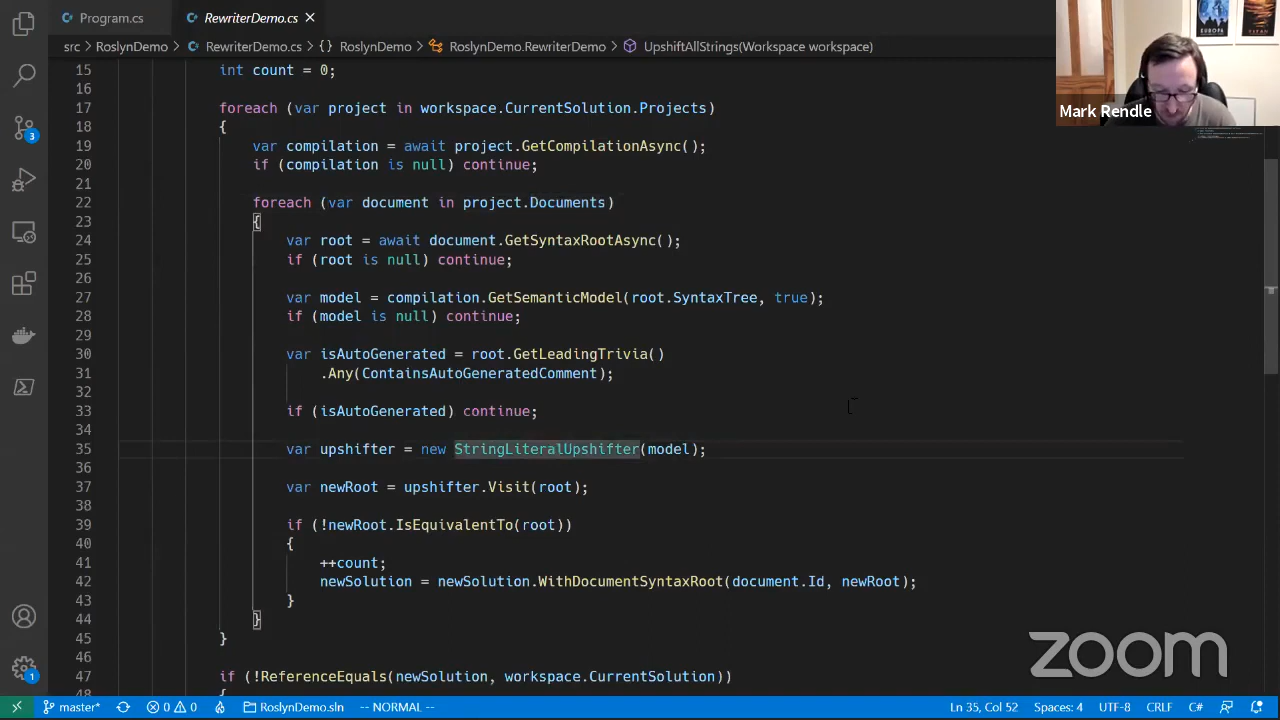 Program.cs
RewriterDemo.cs
src
RoslynDemo
RewriterDemo.cs
{} RoslynDemo
RoslynDemo.RewriterDemo
UpshiftAllStrings(Workspace workspace)
EUROPA
Mark Rendle
15 int count = 0;
16
17 foreach (var project in workspace.CurrentSolution.Projects)
18 {
19 var compilation = await project.GetCompilationAsync();
20 if (compilation is null) continue;
21
22 foreach (var document in project.Documents)
23 {
24 var root = await document.GetSyntaxRootAsync();
25 if (root is null) continue;
26
27 var model = compilation.GetSemanticModel(root.SyntaxTree, true);
28 if (model is null) continue;
29
30 var isAutoGenerated = root.GetLeadingTrivia()
31 .Any(ContainsAutoGeneratedComment);
32
33 if (isAutoGenerated) continue;
34
35 var upshifter = new StringLiteralUpshifter(model);
36
37 var newRoot = upshifter.Visit(root);
38
39 if (!newRoot.IsEquivalentTo(root))
40 {
41 ++count;
42 newSolution = newSolution.WithDocumentSyntaxRoot(document.Id, newRoot);
43 }
44 }
45 }
46
47 if (!ReferenceEquals(newSolution, workspace.CurrentSolution))
48 {
3
1
zoom
master* 0 0 RoslynDemo.sln -- NORMAL -- Ln 35, Col 52 Spaces: 4 UTF-8 CRLF C#